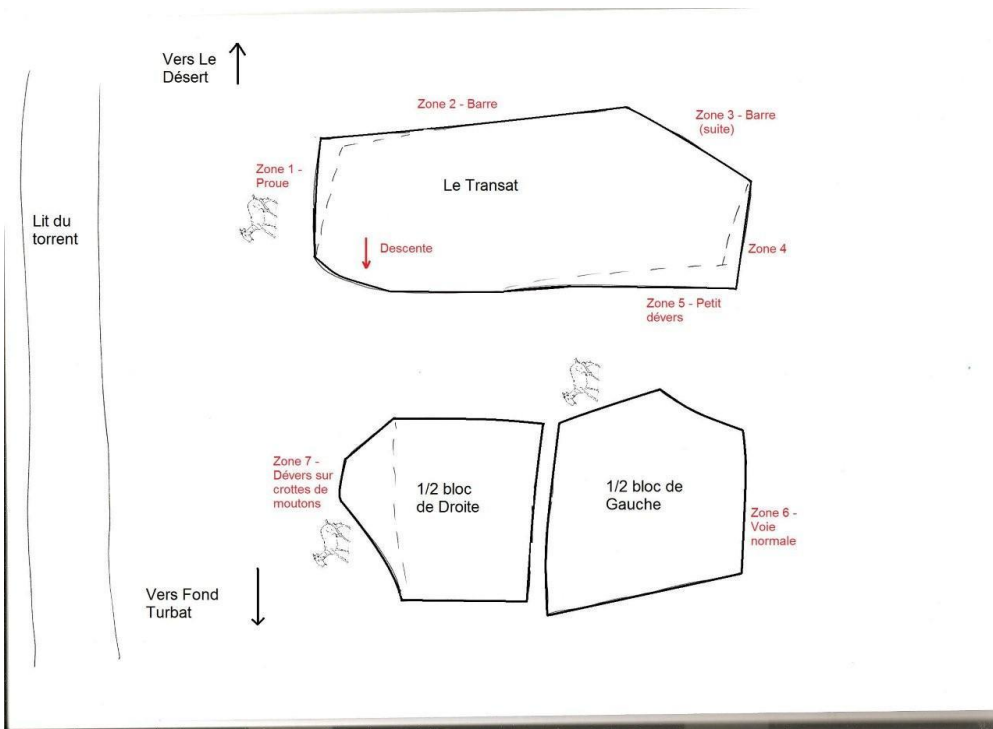 Vers Le
Désert
Zone 2 - Barre
Zone 3 - Barre
(suite)
Zone 1 -
Proue
Le Transat
Lit du
torrent
Descente
Zone 4
Zone 5 - Petit
dévers
Zone 7 -
Dévers sur
crottes de
moutons
1/2 bloc
de Droite
1/2 bloc de
Gauche
Zone 6 -
Voie
normale
Vers Fond
Turbat